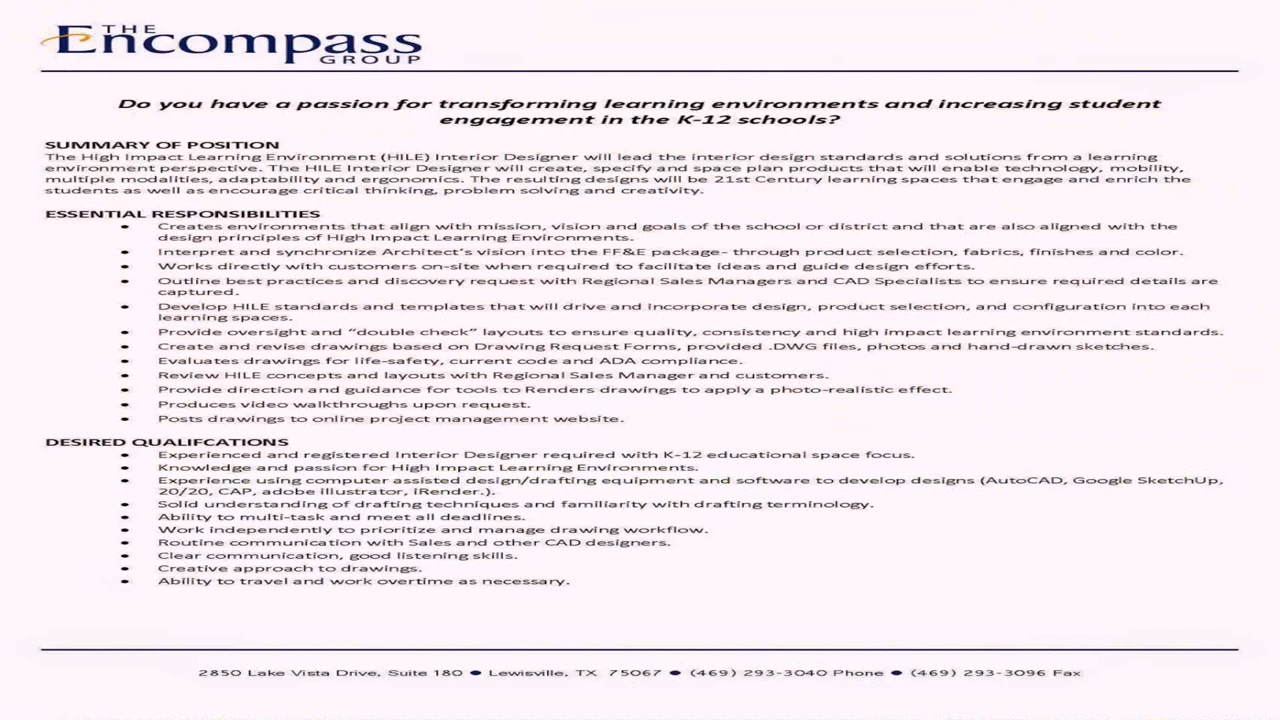 THE
Encompass
GROUP
Do you have a passion for transforming learning environments and increasing student
engagement in the K-12 schools?
SUMMARY OF POSITION
The High Impact Learning Environment (HILE) Interior Designer will lead the interior design standards and solutions from a learning
environment perspective. The HILE Interior Designer will create, specify and space plan products that will enable technology, mobility,
multiple modalities, adaptability and ergonomics. The resulting designs will be 21st Century learning spaces that engage and enrich the
students as well as encourage critical thinking, problem solving and creativity.
ESSENTIAL RESPONSIBILITIES
• Creates environments that align with mission, vision and goals of the school or district and that are also aligned with the
design principles of High Impact Learning Environments.
• Interpret and synchronize Architect's vision into the FF&E package- through product selection, fabrics, finishes and color.
• Works directly with customers on-site when required to facilitate ideas and guide design efforts.
• Outline best practices and discovery request with Regional Sales Managers and CAD Specialists to ensure required details are
captured.
• Develop HILE standards and templates that will drive and incorporate design, product selection, and configuration into each
learning spaces.
• Provide oversight and “double check” layouts to ensure quality, consistency and high impact learning environment standards.
• Create and revise drawings based on Drawing Request Forms, provided .DWG files, photos and hand-drawn sketches.
• Evaluates drawings for life-safety, current code and ADA compliance.
• Review HILE concepts and layouts with Regional Sales Manager and customers.
• Provide direction and guidance for tools to Renders drawings to apply a photo-realistic effect.
• Produces video walkthroughs upon request.
• Posts drawings to online project management website.
DESIRED QUALIFCATIONS
• Experienced and registered Interior Designer required with K-12 educational space focus.
• Knowledge and passion for High Impact Learning Environments.
• Experience using computer assisted design/drafting equipment and software to develop designs (AutoCAD, Google SketchUp,
20/20, CAP, adobe illustrator, iRender.).
• Solid understanding of drafting techniques and familiarity with drafting terminology.
• Ability to multi-task and meet all deadlines.
• Work independently to prioritize and manage drawing workflow.
• Routine communication with Sales and other CAD designers.
• Clear communication, good listening skills.
• Creative approach to drawings.
• Ability to travel and work overtime as necessary.
2850 Lake Vista Drive, Suite 180 ● Lewisville, TX 75067 ● (469) 293-3040 Phone ● (469) 293-3096 Fax